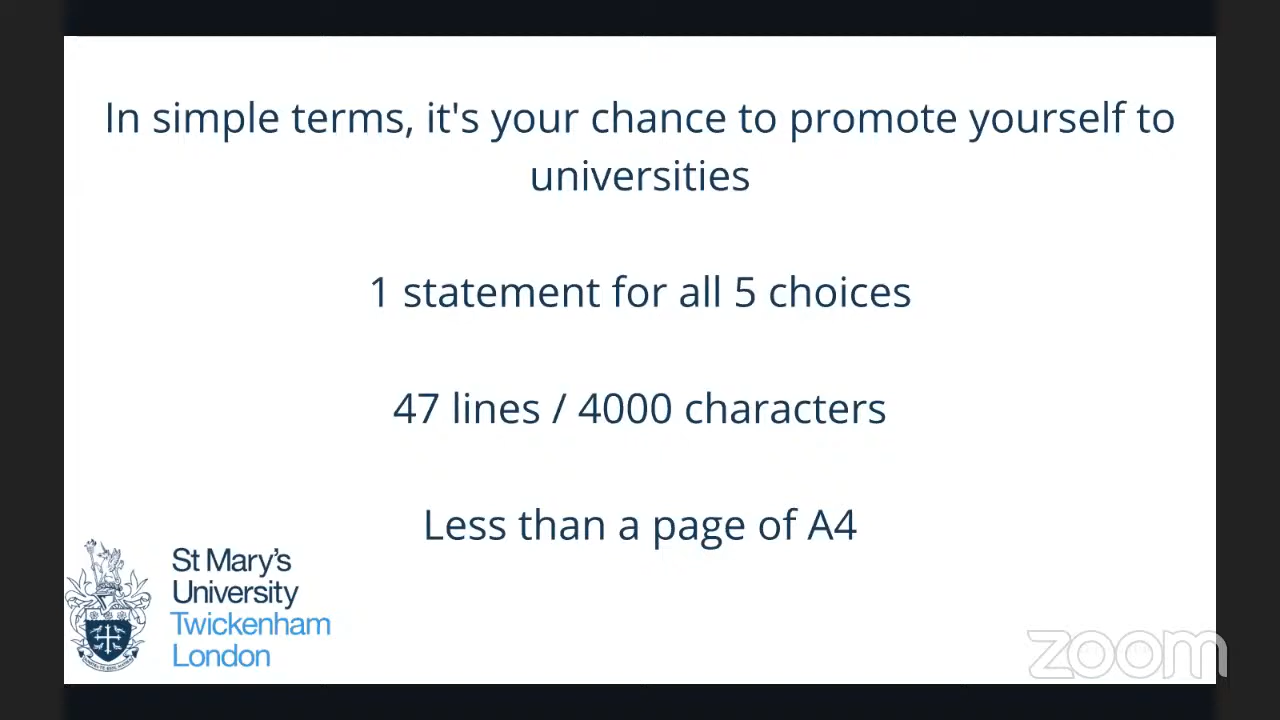 In simple terms, it's your chance to promote yourself to
universities
1 statement for all 5 choices
47 lines / 4000 characters
Less than a page of A4
St Mary's
University
Twickenham
London
zoom